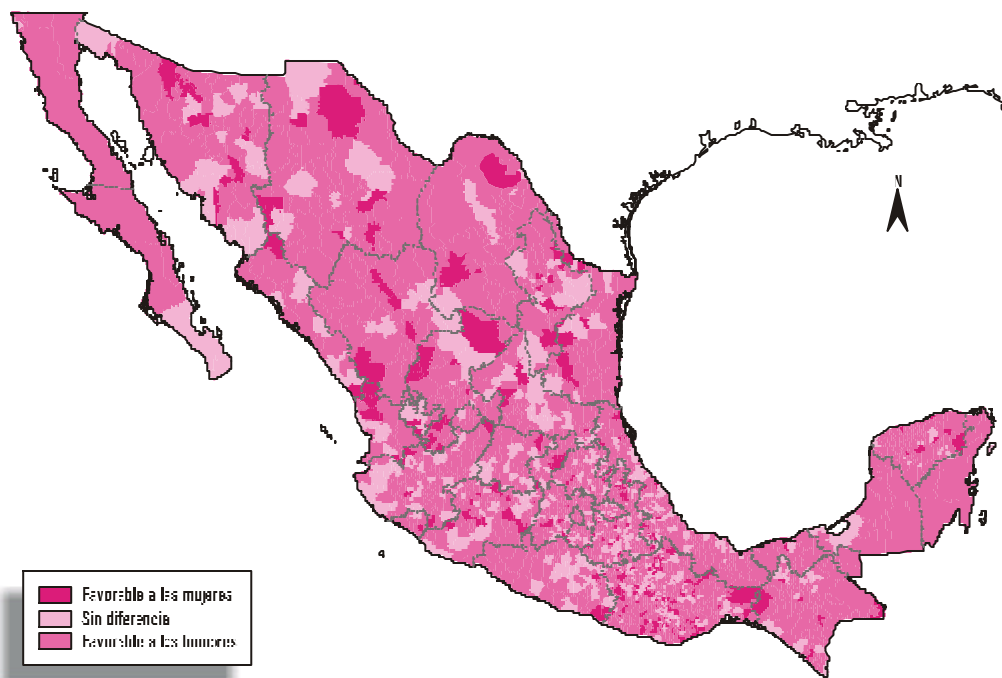 N
Favorable a las mujeres
Sin diferencia
Favorable a los hombres